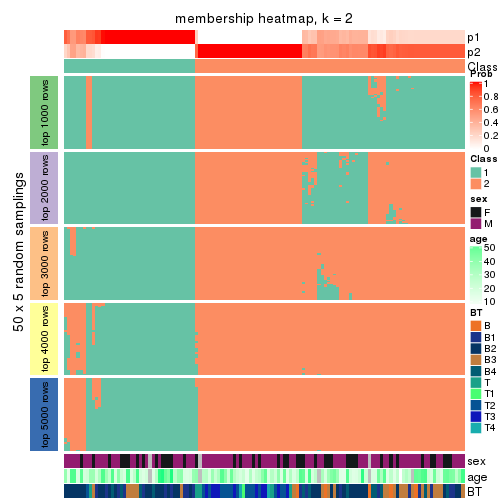 membership heatmap, k = 2
p1
p2
Class
50 x 5 random samplings
top 1000 rows
top 2000 rows
top 3000 rows
top 4000 rows
top 5000 rows
sex
age
BT
Prob
1
0.8
0.6
0.4
0.2
0
Class
1
2
sex
F
M
age
50
40
30
20
10
BT
B
B1
B2
B3
B4
T
T1
T2
T3
T4